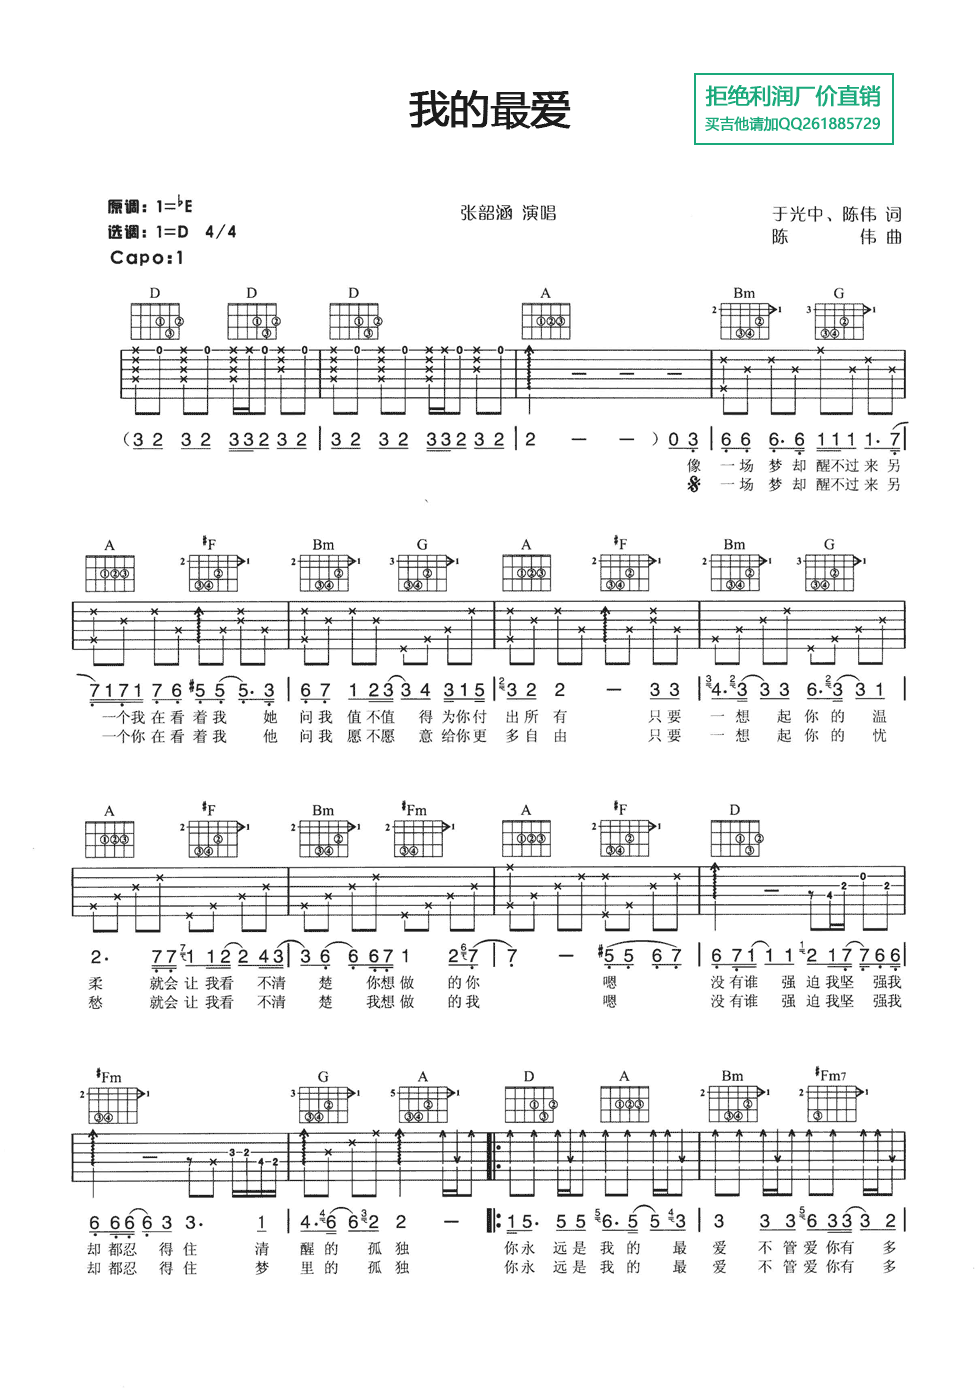 我的最爱
拒绝利润厂价直销
买吉他请加QQ261885729
原调：1=♭E
选调：1=D 4/4
Capo:1
张韶涵 演唱
于光中、陈伟 词
陈 伟 曲
D D D A Bm G
(3 2 3 2 3 3 2 3 2 | 3 2 3 2 3 3 2 3 2 | 2 － － )0 3 | 6 6 6· 6 1 1 1 1· 7
像 一场 梦却 醒不过来另
一场 梦却 醒不过来另
A #F Bm G A #F Bm G
7 1 7 1 7 6 #5 5 5· 3 | 6 7 1 2 3 3 4 3 1 5 | 3 2 2 － 3 3 | 4· 3 3 3 6· 3 3 1 |
一个我在看着我 她 问我 值不值 得 为你付 出所有 只要 一想 起你的 温
一个你在看着我 他 问我 愿不愿 意 给你更 多自由 只要 一想 起你的 忧
A #F Bm #Fm A #F D
2· 7 7 1 1 2 2 4 3 | 3 6 6 6 7 1 2 7 | 7 － #5 5 6 7 | 6 7 1 1 1 2 1 7 7 6 6 |
柔 就会让我看 不清 楚 你想做 的你 嗯 没有谁 强迫我坚 强我
愁 就会让我看 不清 楚 我想做 的我 嗯 没有谁 强迫我坚 强我
#Fm G A D A Bm #Fm7
6 6 6 6 6 3 3· 1 | 4· 6 6 2 2 － 1 5· 5 5 6· 5 5 3 | 3 3 3 6 3 3 3 2 |
却 都忍 得住 清 醒的 孤独 你永 远是我的 最 爱 不管爱你有 多
却 都忍 得住 梦 里的 孤独 你永 远是我的 最 爱 不管爱你有 多